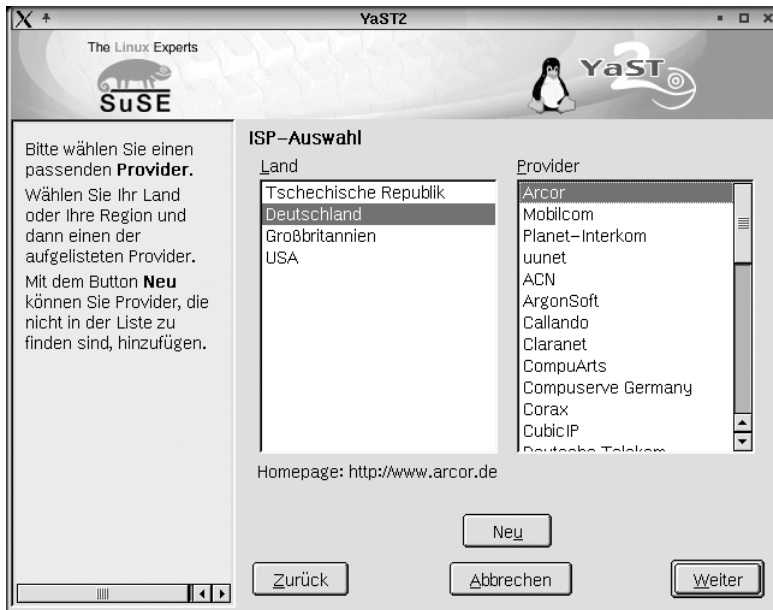 YaST2
The Linux Experts
SuSE
YaST
2
Bitte wählen Sie einen
passenden Provider.
Wählen Sie Ihr Land
oder Ihre Region und
dann einen der
aufgelisteten Provider.
Mit dem Button Neu
können Sie Provider, die
nicht in der Liste zu
finden sind, hinzufügen.
ISP-Auswahl
Land
Tschechische Republik
Deutschland
Großbritannien
USA
Provider
Arcor
Mobilcom
Planet-Interkom
uunet
ACN
ArgonSoft
Callando
Claranet
CompuArts
Compuserve Germany
Corax
CubicIP
Deutsche Telekom
Homepage: http://www.arcor.de
Neu
Zurück
Abbrechen
Weiter